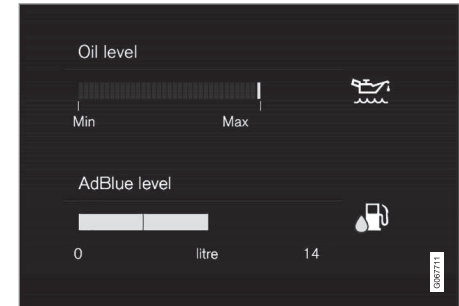 Oil level
Min Max
AdBlue level
0 litre 14
G067711